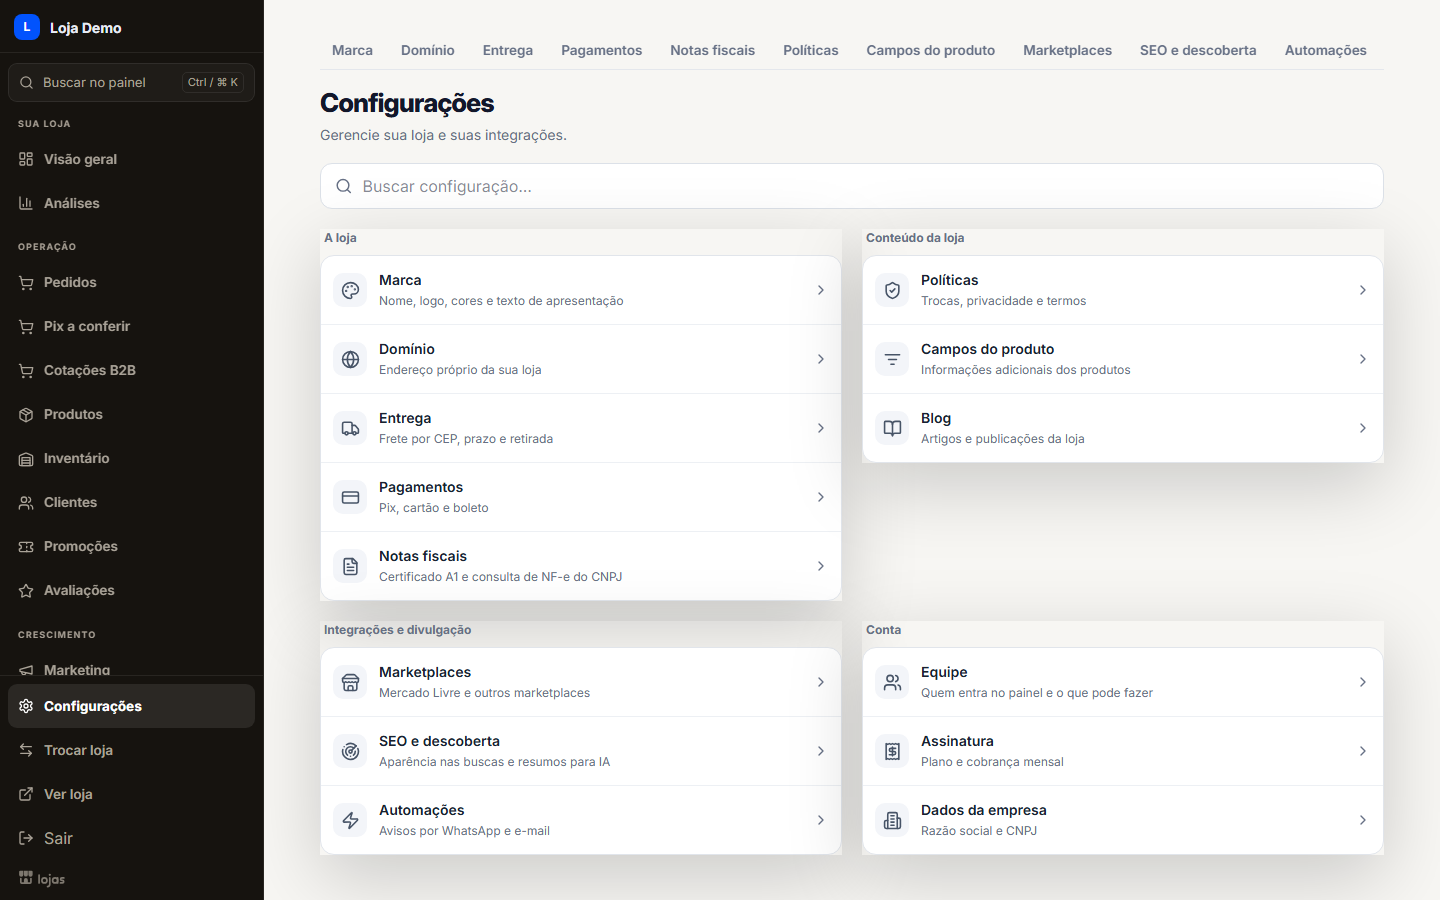 L Loja Demo
Buscar no painel Ctrl / ⌘ K
SUA LOJA
Visão geral
Análises
OPERAÇÃO
Pedidos
Pix a conferir
Cotações B2B
Produtos
Inventário
Clientes
Promoções
Avaliações
CRESCIMENTO
Marketing
Configurações
Trocar loja
Ver loja
Sair
lojas
Marca Domínio Entrega Pagamentos Notas fiscais Políticas Campos do produto Marketplaces SEO e descoberta Automações
Configurações
Gerencie sua loja e suas integrações.
Buscar configuração...
A loja
Marca
Nome, logo, cores e texto de apresentação
Domínio
Endereço próprio da sua loja
Entrega
Frete por CEP, prazo e retirada
Pagamentos
Pix, cartão e boleto
Notas fiscais
Certificado A1 e consulta de NF-e do CNPJ
Conteúdo da loja
Políticas
Trocas, privacidade e termos
Campos do produto
Informações adicionais dos produtos
Blog
Artigos e publicações da loja
Integrações e divulgação
Marketplaces
Mercado Livre e outros marketplaces
SEO e descoberta
Aparência nas buscas e resumos para IA
Automações
Avisos por WhatsApp e e-mail
Conta
Equipe
Quem entra no painel e o que pode fazer
Assinatura
Plano e cobrança mensal
Dados da empresa
Razão social e CNPJ